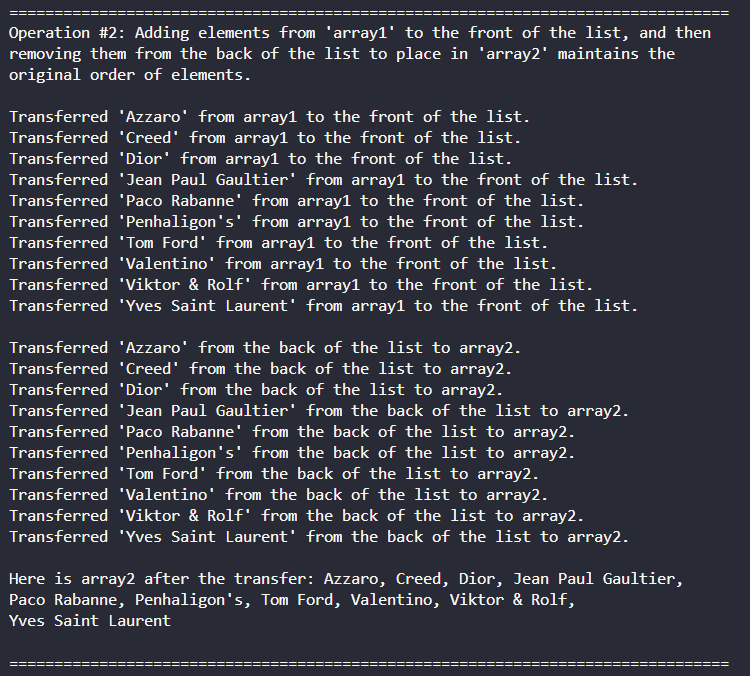 ================================================================================
Operation #2: Adding elements from 'array1' to the front of the list, and then
removing them from the back of the list to place in 'array2' maintains the
original order of elements.

Transferred 'Azzaro' from array1 to the front of the list.
Transferred 'Creed' from array1 to the front of the list.
Transferred 'Dior' from array1 to the front of the list.
Transferred 'Jean Paul Gaultier' from array1 to the front of the list.
Transferred 'Paco Rabanne' from array1 to the front of the list.
Transferred 'Penhaligon's' from array1 to the front of the list.
Transferred 'Tom Ford' from array1 to the front of the list.
Transferred 'Valentino' from array1 to the front of the list.
Transferred 'Viktor & Rolf' from array1 to the front of the list.
Transferred 'Yves Saint Laurent' from array1 to the front of the list.

Transferred 'Azzaro' from the back of the list to array2.
Transferred 'Creed' from the back of the list to array2.
Transferred 'Dior' from the back of the list to array2.
Transferred 'Jean Paul Gaultier' from the back of the list to array2.
Transferred 'Paco Rabanne' from the back of the list to array2.
Transferred 'Penhaligon's' from the back of the list to array2.
Transferred 'Tom Ford' from the back of the list to array2.
Transferred 'Valentino' from the back of the list to array2.
Transferred 'Viktor & Rolf' from the back of the list to array2.
Transferred 'Yves Saint Laurent' from the back of the list to array2.

Here is array2 after the transfer: Azzaro, Creed, Dior, Jean Paul Gaultier,
Paco Rabanne, Penhaligon's, Tom Ford, Valentino, Viktor & Rolf,
Yves Saint Laurent

================================================================================